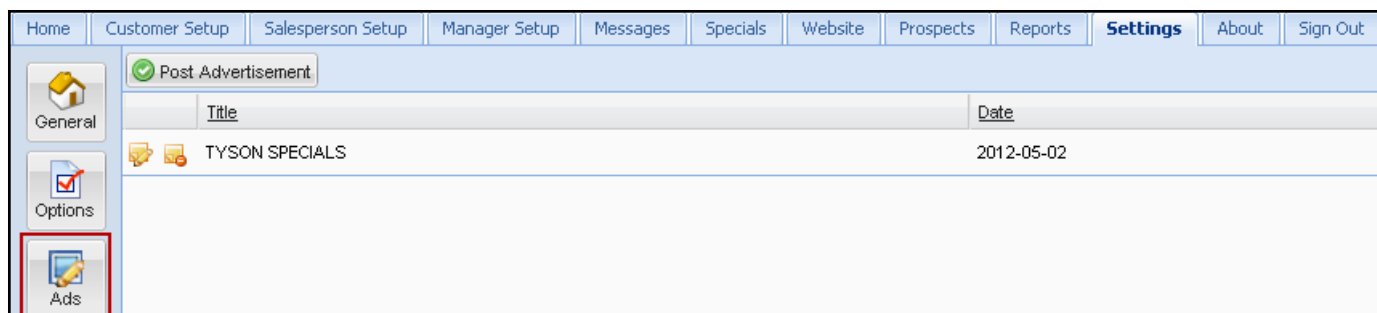 Home Customer Setup Salesperson Setup Manager Setup Messages Specials Website Prospects Reports Settings About Sign Out
Post Advertisement
General
Title Date
TYSON SPECIALS 2012-05-02
Options
Ads